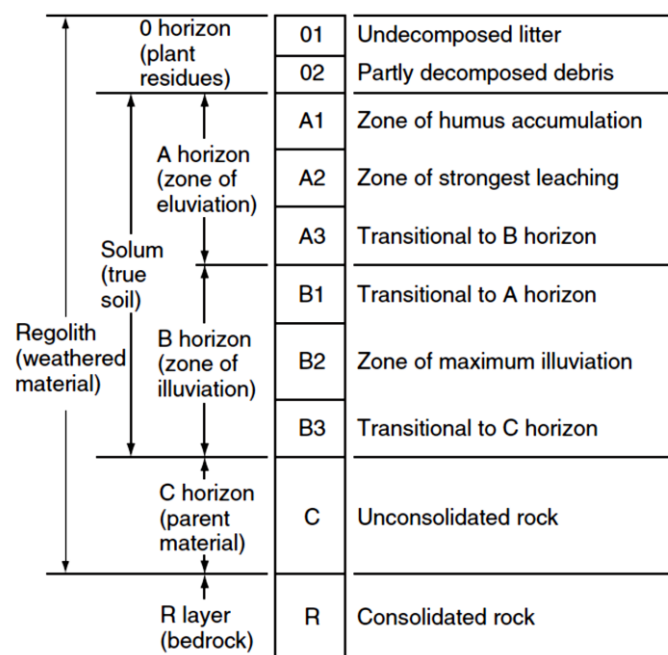 0 horizon
(plant
residues)
01
Undecomposed litter
02
Partly decomposed debris
A horizon
(zone of
eluviation)
A1
Zone of humus accumulation
A2
Zone of strongest leaching
A3
Transitional to B horizon
Solum
(true
soil)
Regolith
(weathered
material)
B horizon
(zone of
illuviation)
B1
Transitional to A horizon
B2
Zone of maximum illuviation
B3
Transitional to C horizon
C horizon
(parent
material)
C
Unconsolidated rock
R layer
(bedrock)
R
Consolidated rock